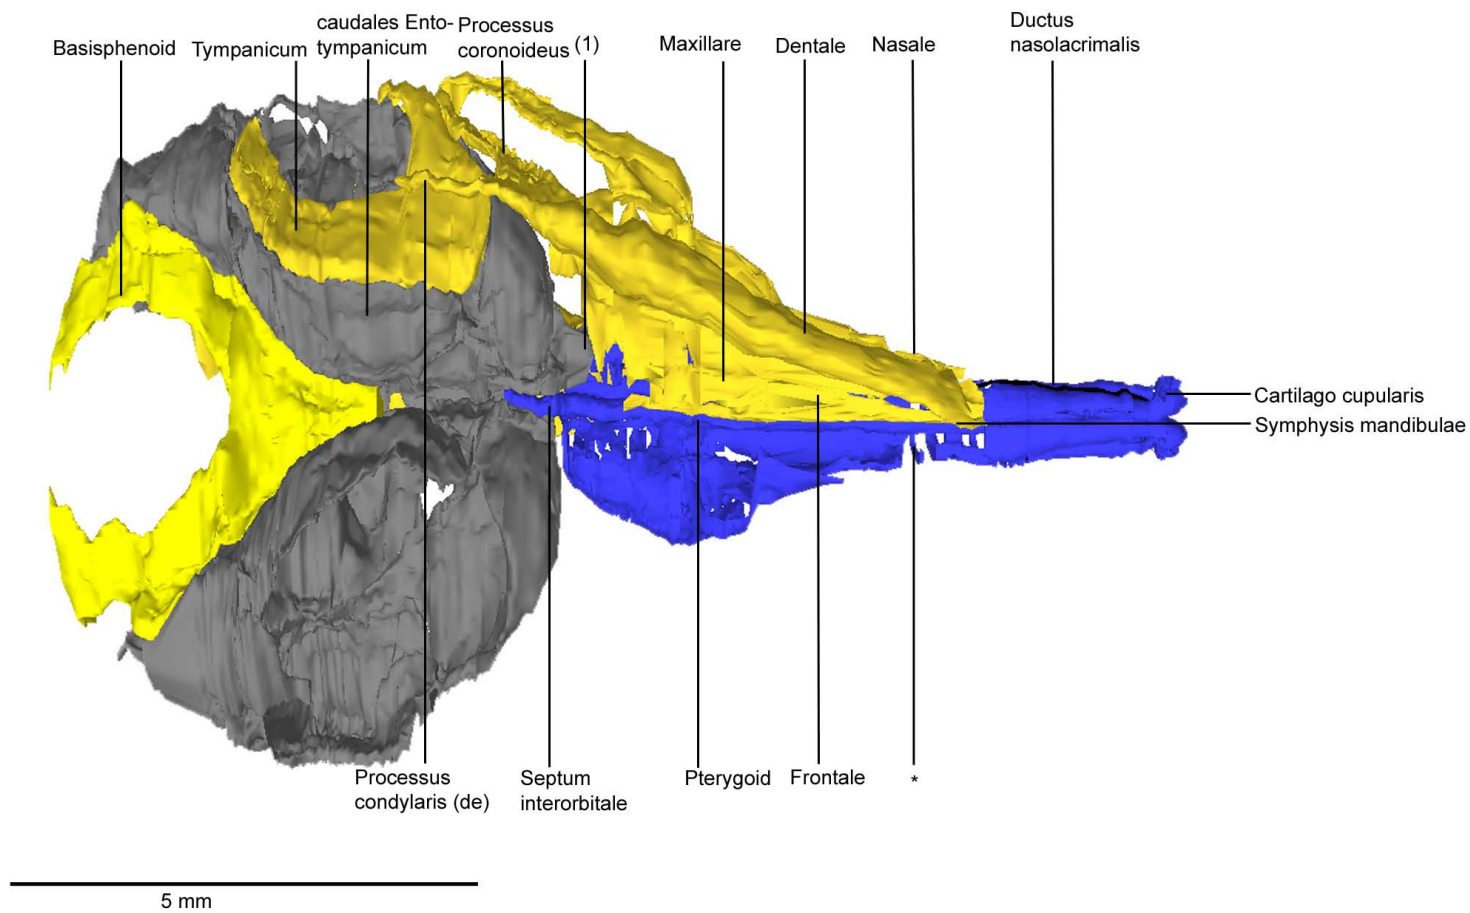 Basisphenoid
Tympanicum
caudales Ento-
tympanicum
Processus
coronoideus
(1)
Maxillare
Dentale
Nasale
Ductus
nasolacrimalis
Cartilago cupularis
Symphysis mandibulae
Processus
condylaris (de)
Septum
interorbitale
Pterygoid
Frontale
*
5 mm